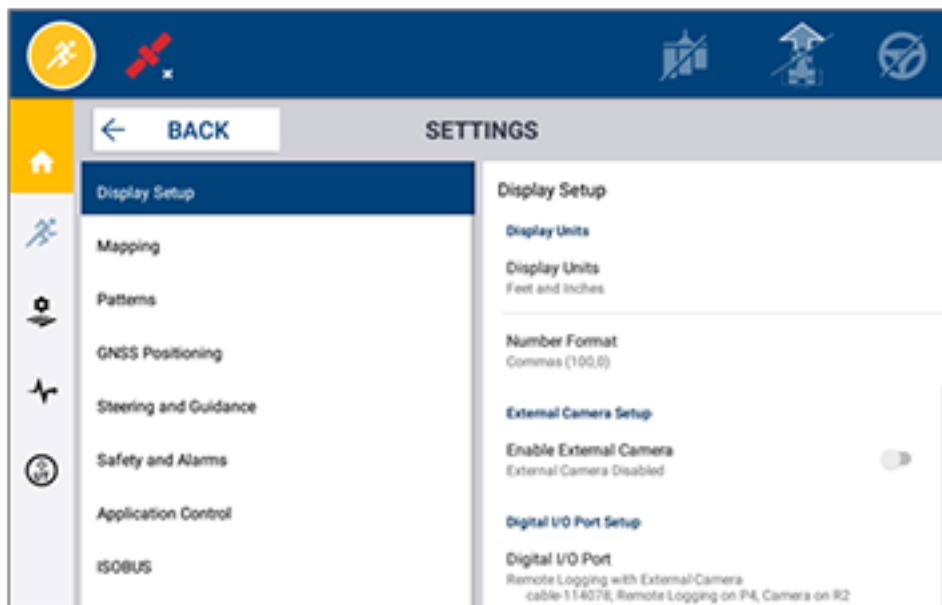 BACK
SETTINGS
Display Setup
Mapping
Patterns
GNSS Positioning
Steering and Guidance
Safety and Alarms
Application Control
ISOBUS
Display Setup
Display Units
Display Units
Feet and Inches
Number Format
Commas (100,0)
External Camera Setup
Enable External Camera
External Camera Disabled
Digital I/O Port Setup
Digital I/O Port
Remote Logging with External Camera
cable-114078, Remote Logging on P4, Camera on R2